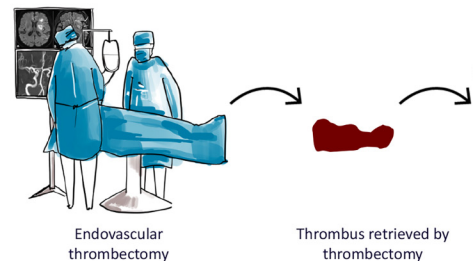 Endovascular
thrombectomy
Thrombus retrieved by
thrombectomy